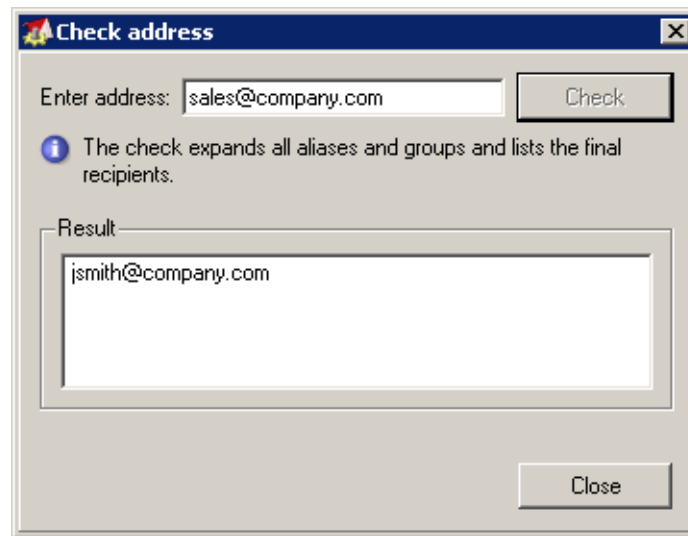 Check address
Enter address: sales@company.com Check
The check expands all aliases and groups and lists the final
recipients.
Result
jsmith@company.com
Close